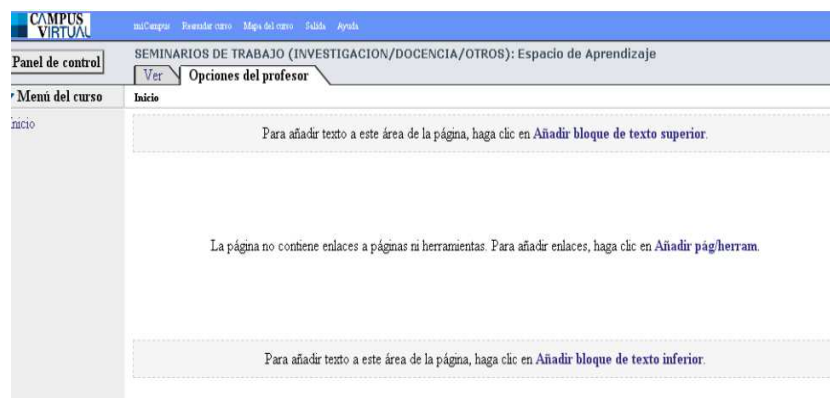 CAMPUS
VIRTUAL
miCampus Reanudar curso Mapa del curso Salida Ayuda
Panel de control
SEMINARIOS DE TRABAJO (INVESTIGACION/DOCENCIA/OTROS): Espacio de Aprendizaje
Ver Opciones del profesor
Menú del curso
Inicio
nicio
Para añadir texto a este área de la página, haga clic en Añadir bloque de texto superior.
La página no contiene enlaces a páginas ni herramientas. Para añadir enlaces, haga clic en Añadir pág/herram.
Para añadir texto a este área de la página, haga clic en Añadir bloque de texto inferior.